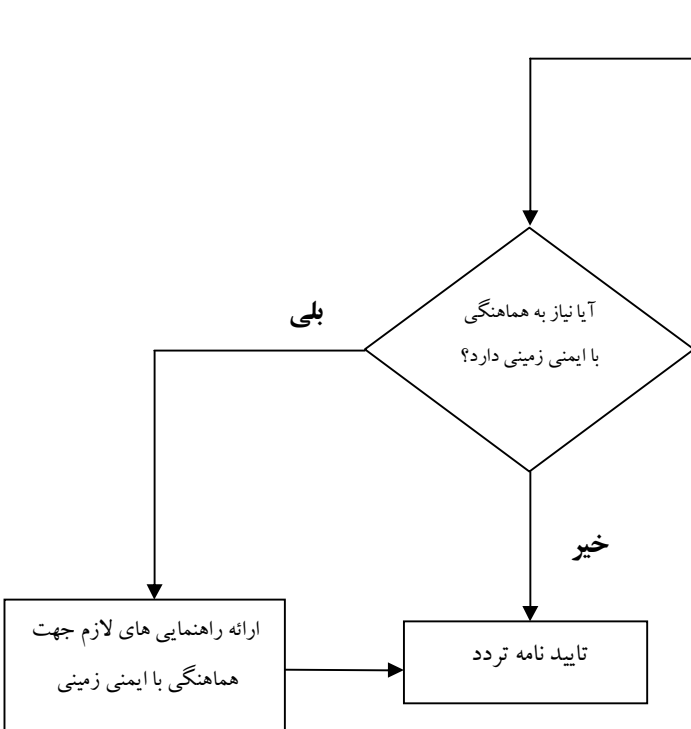 آیا نیاز به هماهنگی
با ایمنی زمینی دارد؟
بلی
خیر
ارائه راهنمایی های لازم جهت
هماهنگی با ایمنی زمینی
تایید نامه تردد